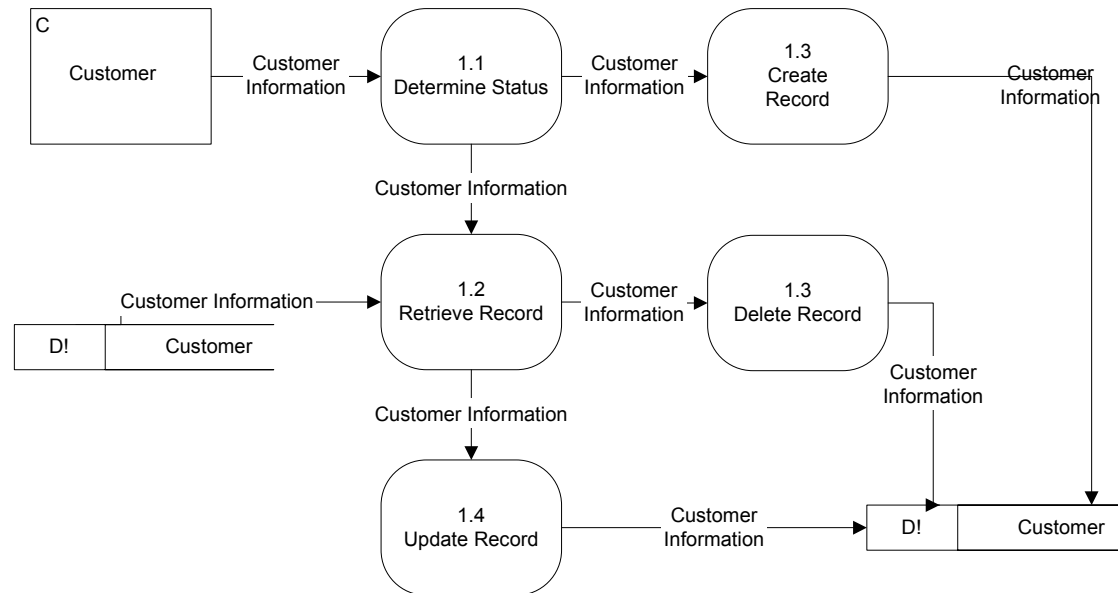 C
Customer
Customer
Information
1.1
Determine Status
Customer
Information
1.3
Create
Record
Customer
Information
Customer Information
Customer Information
1.2
Retrieve Record
Customer
Information
1.3
Delete Record
D!
Customer
Customer
Information
Customer Information
1.4
Update Record
Customer
Information
D!
Customer